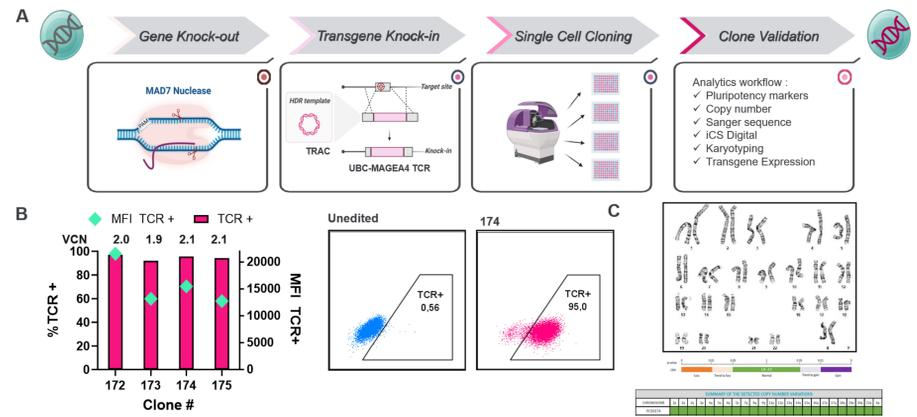 A
Gene Knock-out
Transgene Knock-in
Single Cell Cloning
Clone Validation
MAD7 Nuclease
PAM
HDR template
Target site
TRAC
Knock-in
UBC-MAGEA4 TCR
Analytics workflow :
✓ Pluripotency markers
✓ Copy number
✓ Sanger sequence
✓ iCS Digital
✓ Karyotyping
✓ Transgene Expression
B
MFI TCR +
TCR +
VCN 2.0 1.9 2.1 2.1
% TCR +
100
80
60
40
20
0
20000
15000
10000
5000
0
MFI TCR+
172 173 174 175
Clone #
Unedited
TCR+
0,56
174
TCR+
95.0
C
SUMMARY OF THE DETECTED COPY NUMBER VARIATIONS
CHROMOSOME